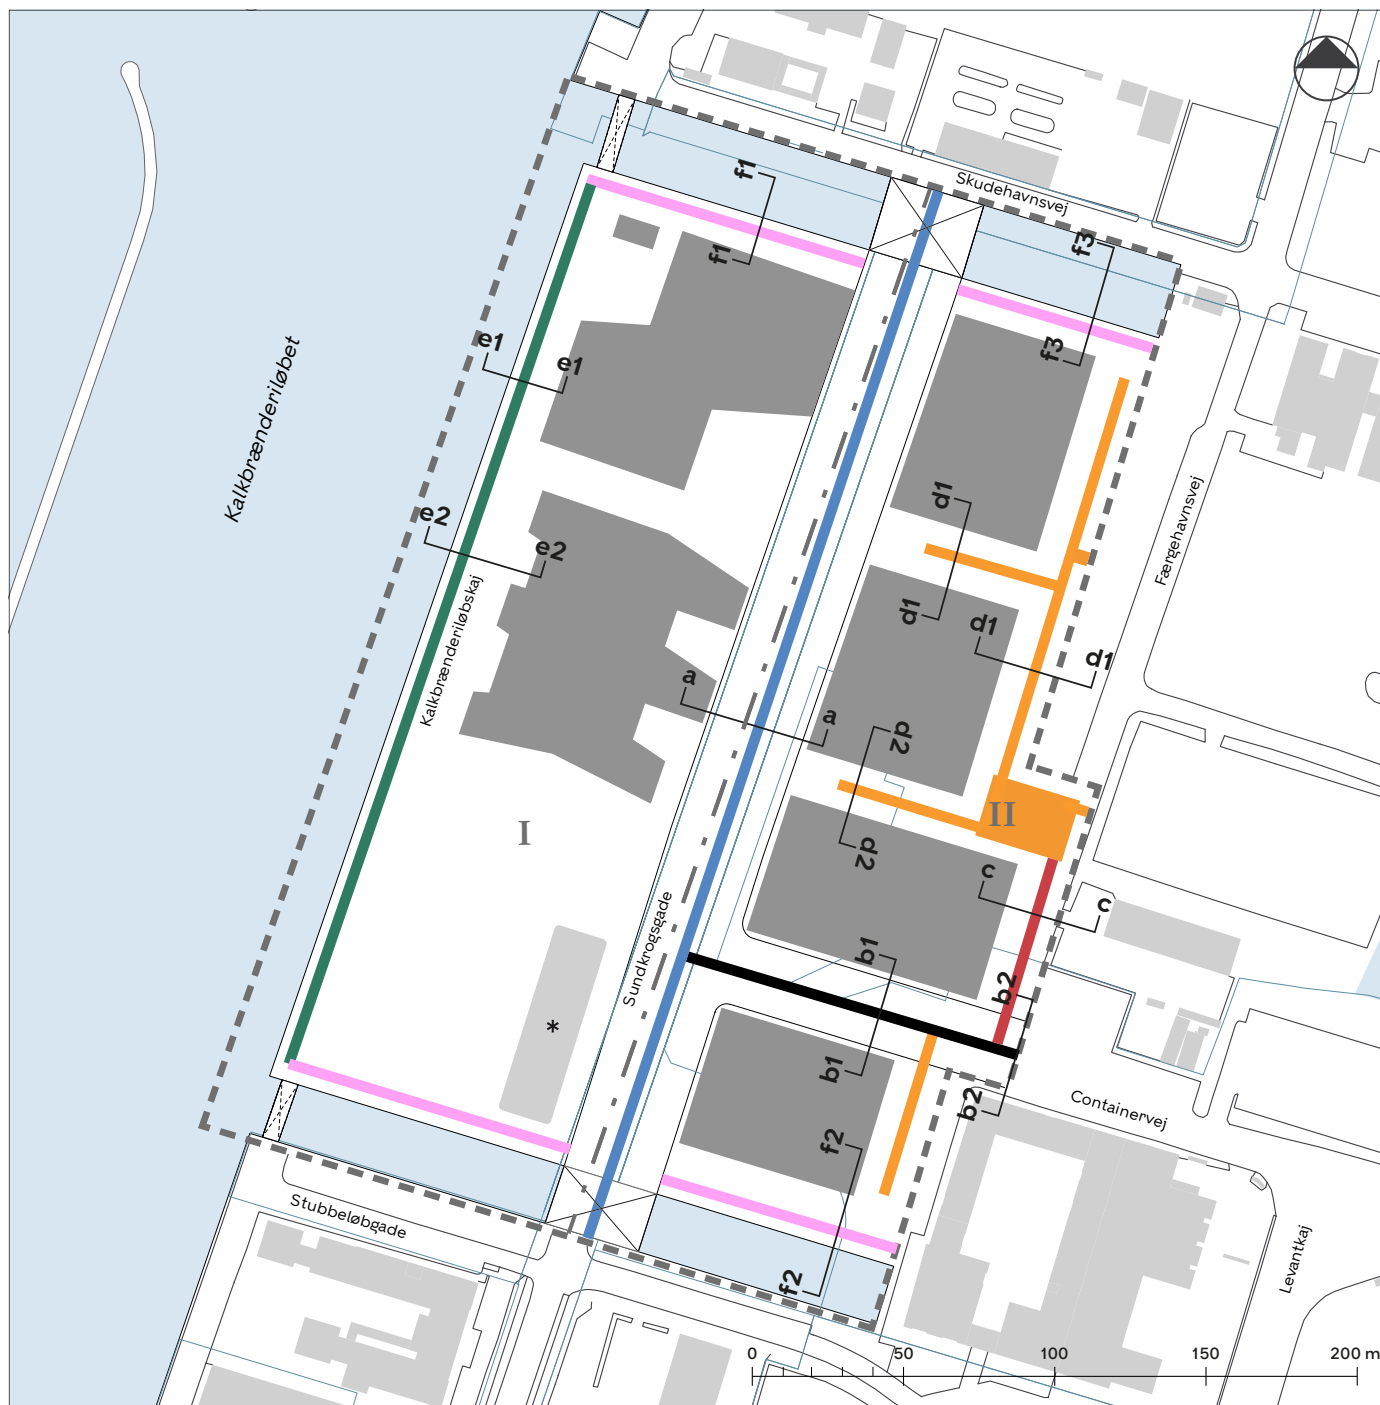 Skudehavnsvej
f1
f1
f3
f3
e1
e1
Kalkbrænderiløbet
e2
e2
d1
d1
Færgehavnsvej
Kalkbrænderiløbskaj
d1
d1
a
a
d2
d2
I
II
c
c
Sundkrogsgade
b1
b1
b2
b2
*
Containervej
f2
f2
Stubbeløbgade
Levantkaj
0 50 100 150 200 m